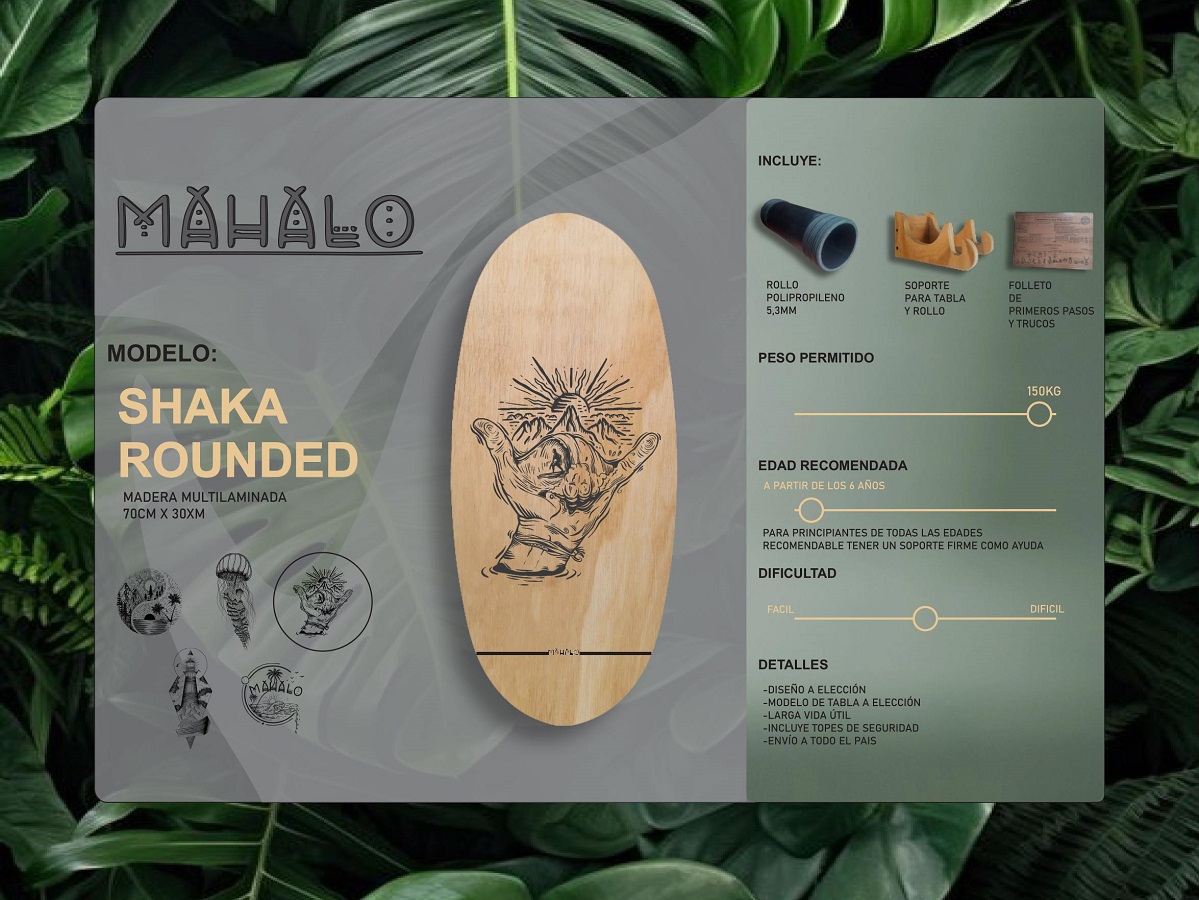 MAHALO
MODELO:
SHAKA
ROUNDED
MADERA MULTILAMINADA
70CM X 30XM
MAHALO
MAHALO
INCLUYE:
ROLLO
POLIPROPILENO
5,3MM
SOPORTE
PARA TABLA
Y ROLLO
FOLLETO
DE
PRIMEROS PASOS
Y TRUCOS
PESO PERMITIDO
150KG
EDAD RECOMENDADA
A PARTIR DE LOS 6 AÑOS
PARA PRINCIPIANTES DE TODAS LAS EDADES
RECOMENDABLE TENER UN SOPORTE FIRME COMO AYUDA
DIFICULTAD
FACIL
DIFICIL
DETALLES
-DISEÑO A ELECCIÓN
-MODELO DE TABLA A ELECCIÓN
-LARGA VIDA ÚTIL
-INCLUYE TOPES DE SEGURIDAD
-ENVÍO A TODO EL PAIS